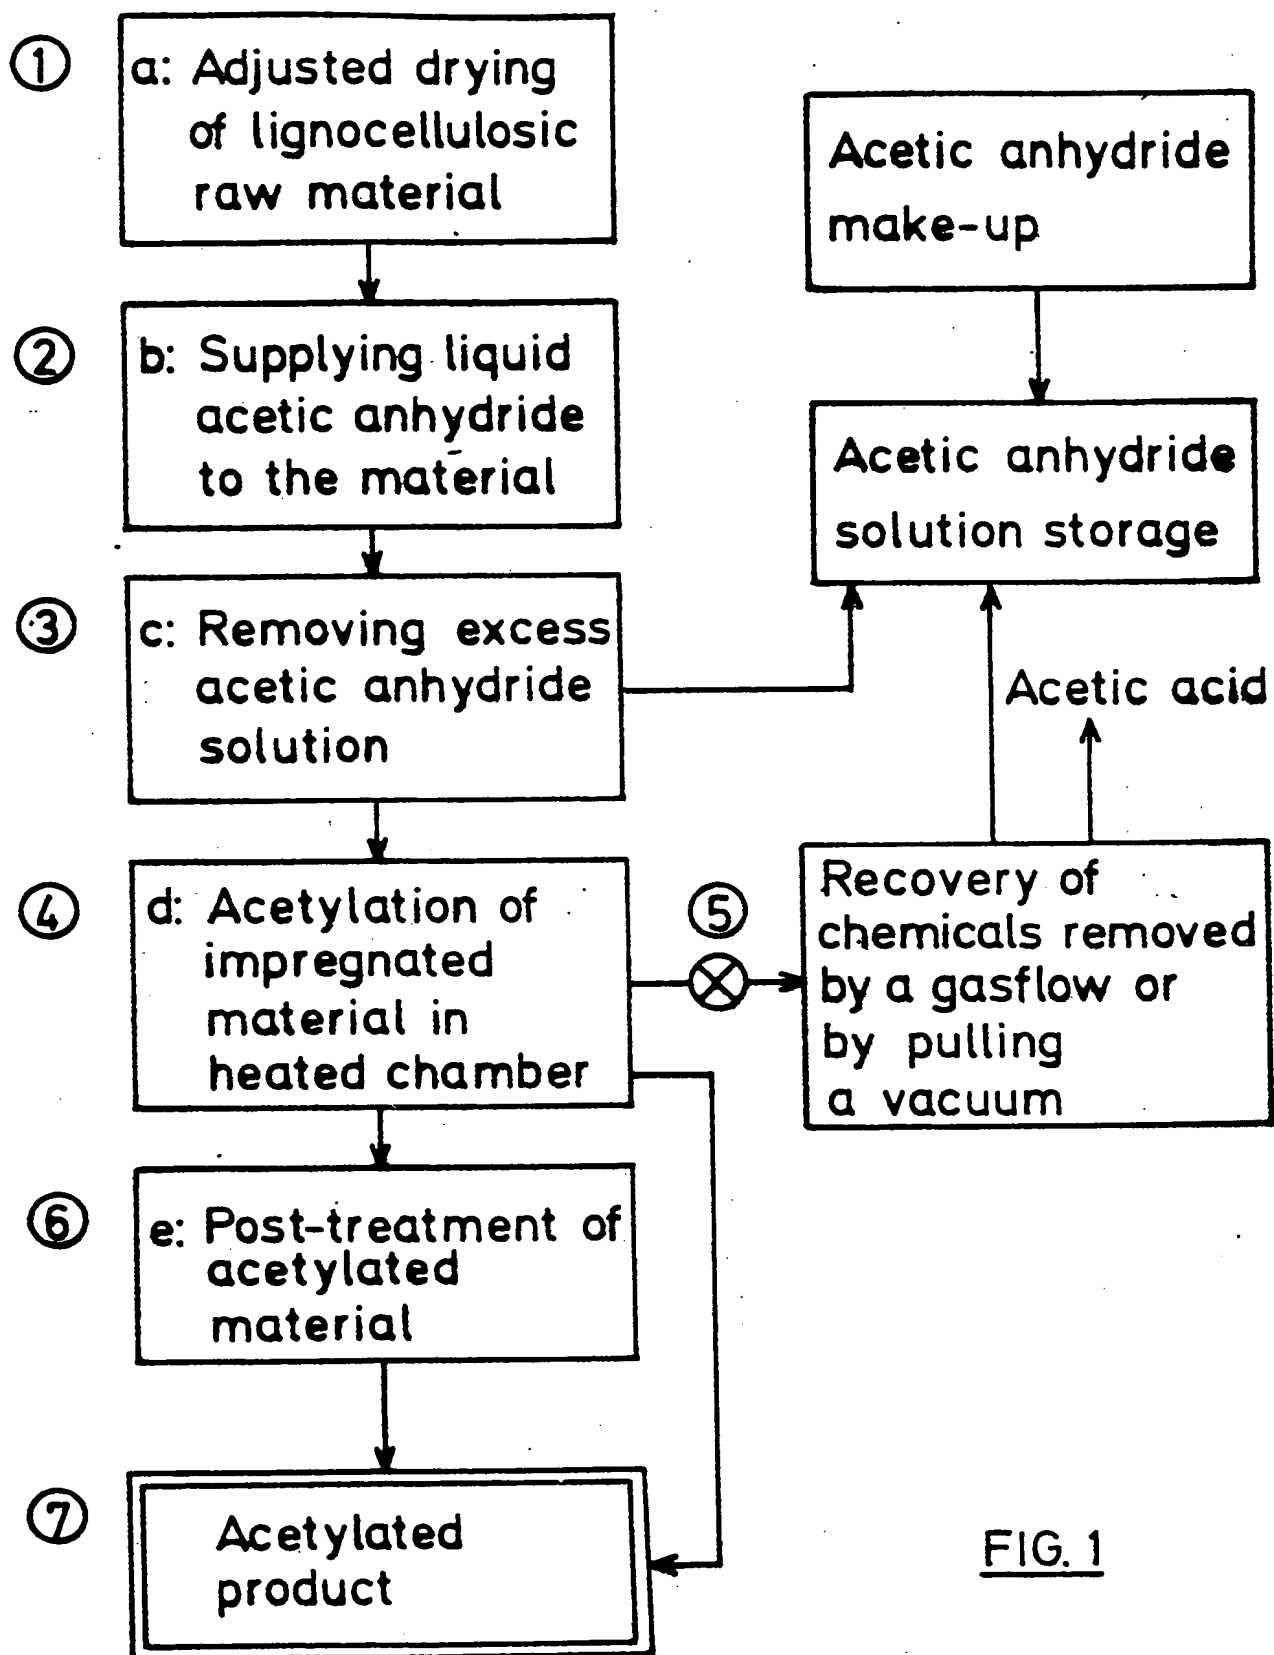 ①
a: Adjusted drying
of lignocellulosic
raw material
②
b: Supplying liquid
acetic anhydride
to the material
③
c: Removing excess
acetic anhydride
solution
④
d: Acetylation of
impregnated
material in
heated chamber
⑤
⑥
e: Post-treatment of
acetylated
material
⑦
Acetylated
product
Acetic anhydride
make-up
Acetic anhydride
solution storage
Acetic acid
Recovery of
chemicals removed
by a gasflow or
by pulling
a vacuum
FIG. 1